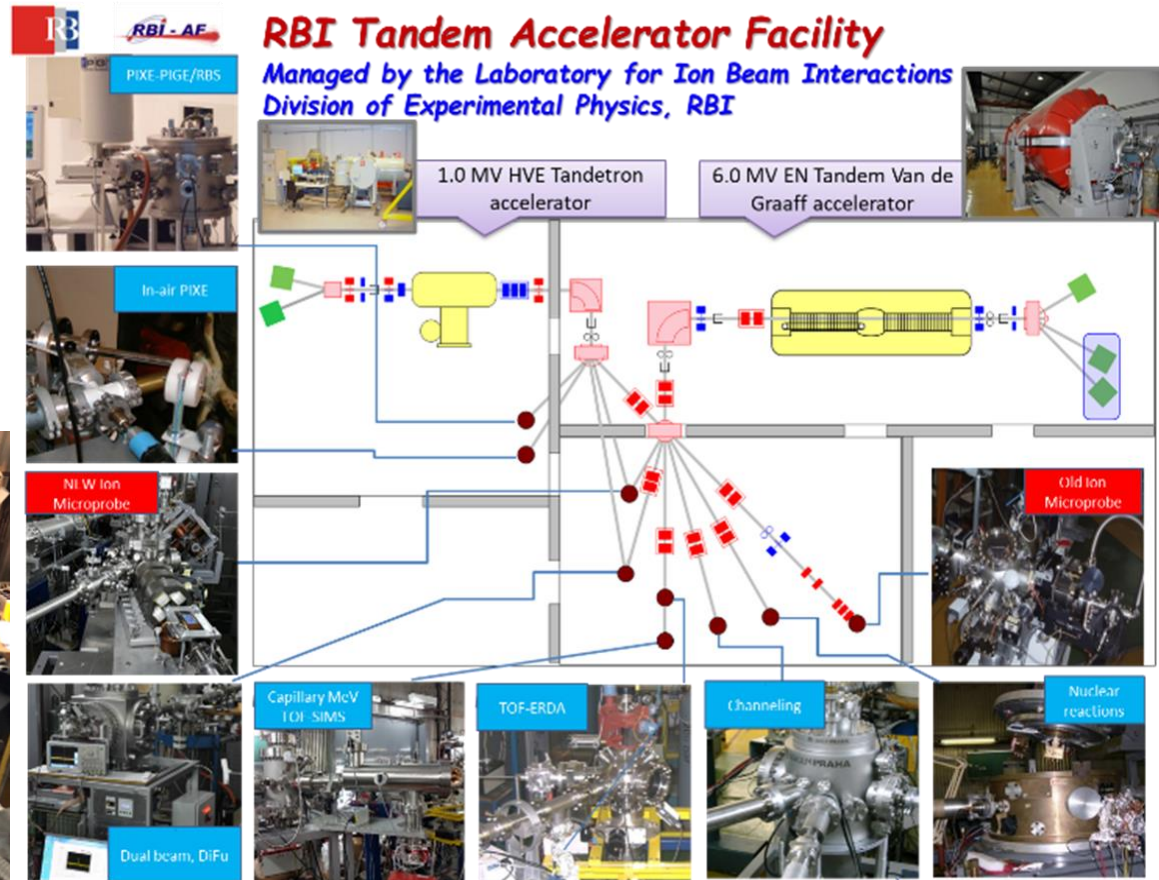 RB
RBI - AF
RBI Tandem Accelerator Facility
Managed by the Laboratory for Ion Beam Interactions
Division of Experimental Physics, RBI
PIXE-PIGE/RBS
1.0 MV HVE Tandetron
accelerator
6.0 MV EN Tandem Van de
Graaff accelerator
In-air PIXE
NEW Ion
Microprobe
Old Ion
Microprobe
Capillary MeV
TOF-SIMS
TOF-ERDA
Channeling
Nuclear
reactions
Dual beam, DiFu
PRAHA